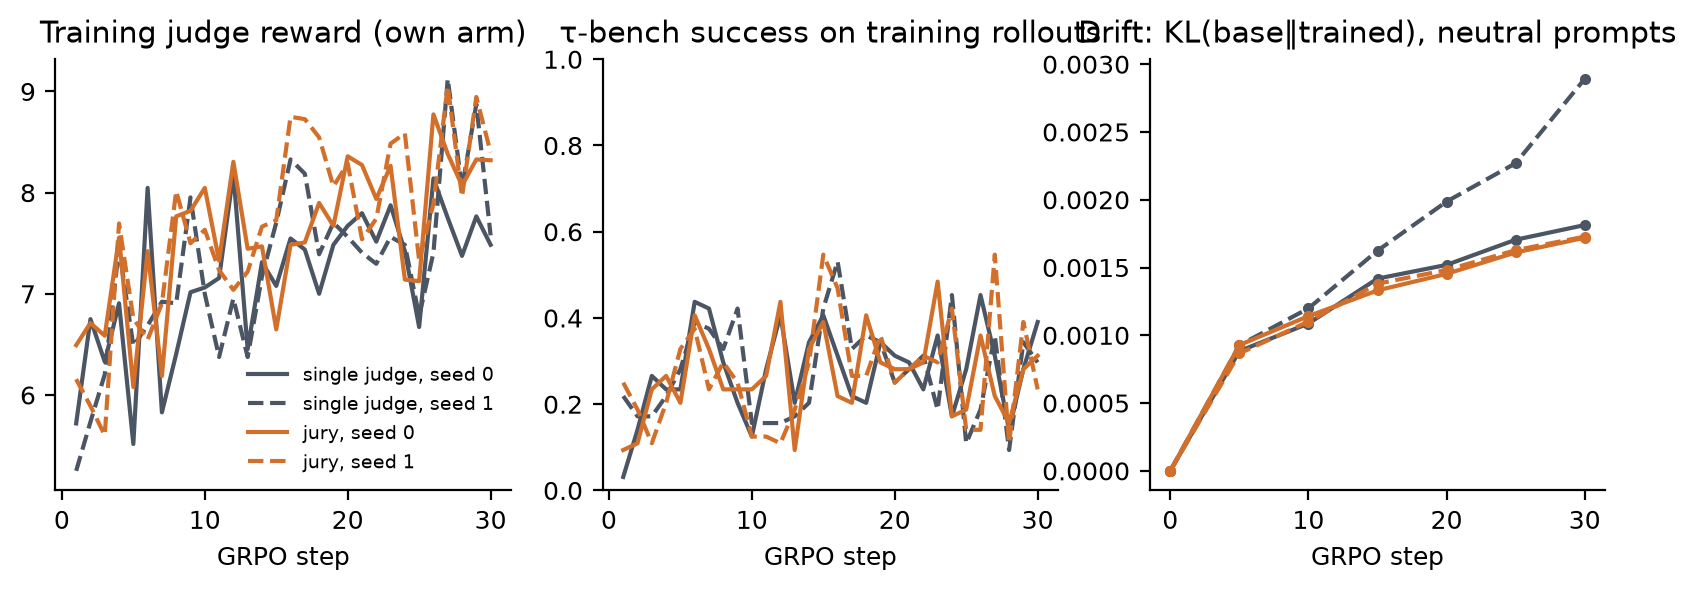 Training judge reward (own arm)
9
8
7
6
single judge, seed 0
single judge, seed 1
jury, seed 0
jury, seed 1
0
10
20
30
GRPO step
τ-bench success on training rollouts
1.0
0.8
0.6
0.4
0.2
0.0
0
10
20
30
GRPO step
Drift: KL(base∥trained), neutral prompts
0.0030
0.0025
0.0020
0.0015
0.0010
0.0005
0.0000
0
10
20
30
GRPO step